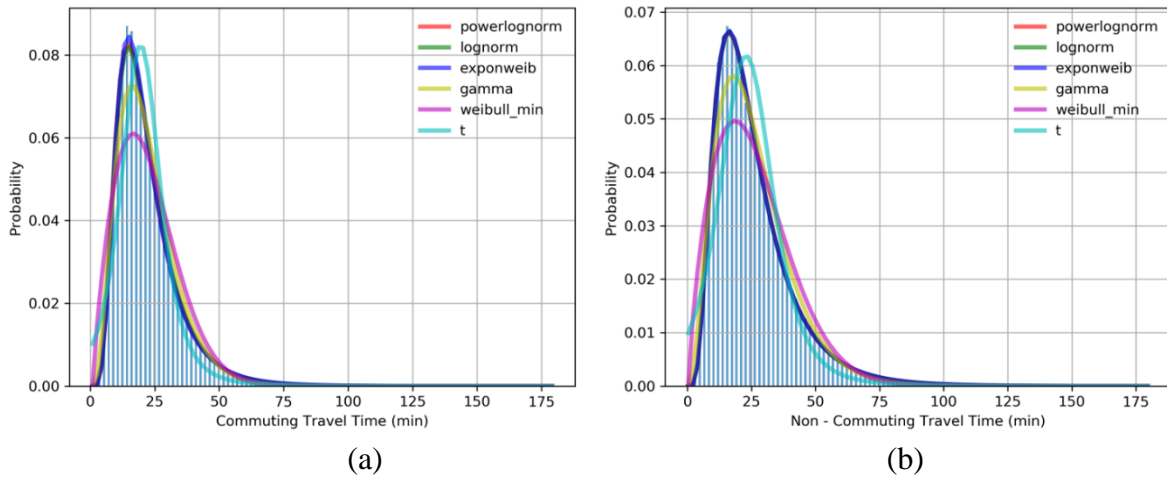 Probability
0.08
0.06
0.04
0.02
0.00
powerlognorm
lognorm
exponweib
gamma
weibull_min
t
0 25 50 75 100 125 150 175
Commuting Travel Time (min)
(a)
Probability
0.07
0.06
0.05
0.04
0.03
0.02
0.01
0.00
powerlognorm
lognorm
exponweib
gamma
weibull_min
t
0 25 50 75 100 125 150 175
Non - Commuting Travel Time (min)
(b)